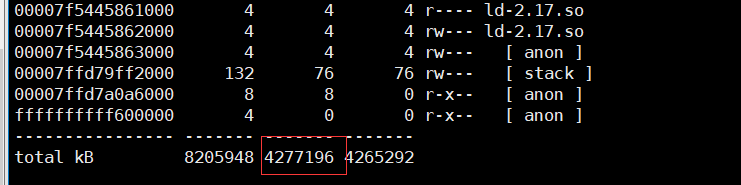 00007f5445861000 4 4 4 r---- ld-2.17.so
00007f5445862000 4 4 4 rw--- ld-2.17.so
00007f5445863000 4 4 4 rw--- [ anon ]
00007ffd79ff2000 132 76 76 rw--- [ stack ]
00007ffd7a0a6000 8 8 0 r-x-- [ anon ]
ffffffffff600000 4 0 0 r-x-- [ anon ]
---------------- ------- ------- -------
total kB 8205948 4277196 4265292